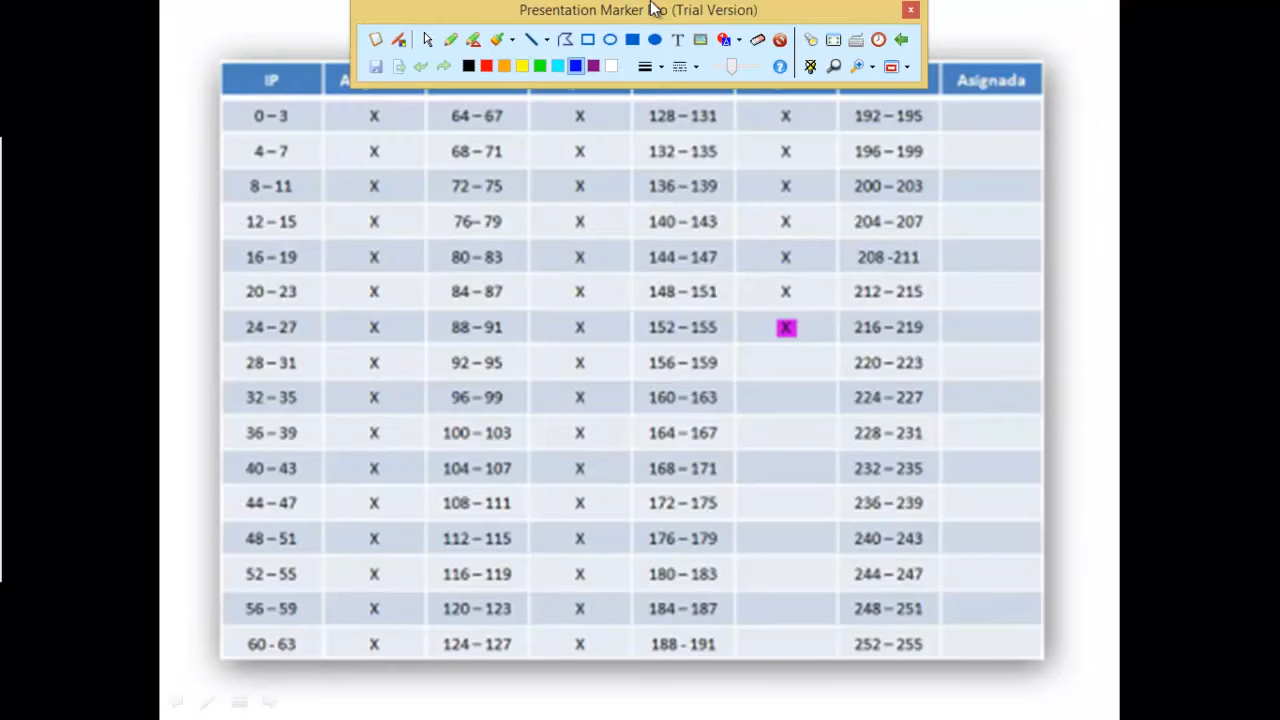 Presentation Marker Pro (Trial Version)
IP Asignada
0 – 3 X 64 – 67 X 128 – 131 X 192 – 195
4 – 7 X 68 – 71 X 132 – 135 X 196 – 199
8 – 11 X 72 – 75 X 136 – 139 X 200 – 203
12 – 15 X 76– 79 X 140 – 143 X 204 – 207
16 – 19 X 80 – 83 X 144 – 147 X 208 -211
20 – 23 X 84 – 87 X 148 – 151 X 212 – 215
24 – 27 X 88 – 91 X 152 – 155 X 216 – 219
28 – 31 X 92 – 95 X 156 – 159 220 – 223
32 – 35 X 96 – 99 X 160 – 163 224 – 227
36 – 39 X 100 – 103 X 164 – 167 228 – 231
40 – 43 X 104 – 107 X 168 – 171 232 – 235
44 – 47 X 108 – 111 X 172 – 175 236 – 239
48 – 51 X 112 – 115 X 176 – 179 240 – 243
52 – 55 X 116 – 119 X 180 – 183 244 – 247
56 – 59 X 120 – 123 X 184 – 187 248 – 251
60 - 63 X 124 – 127 X 188 - 191 252 – 255